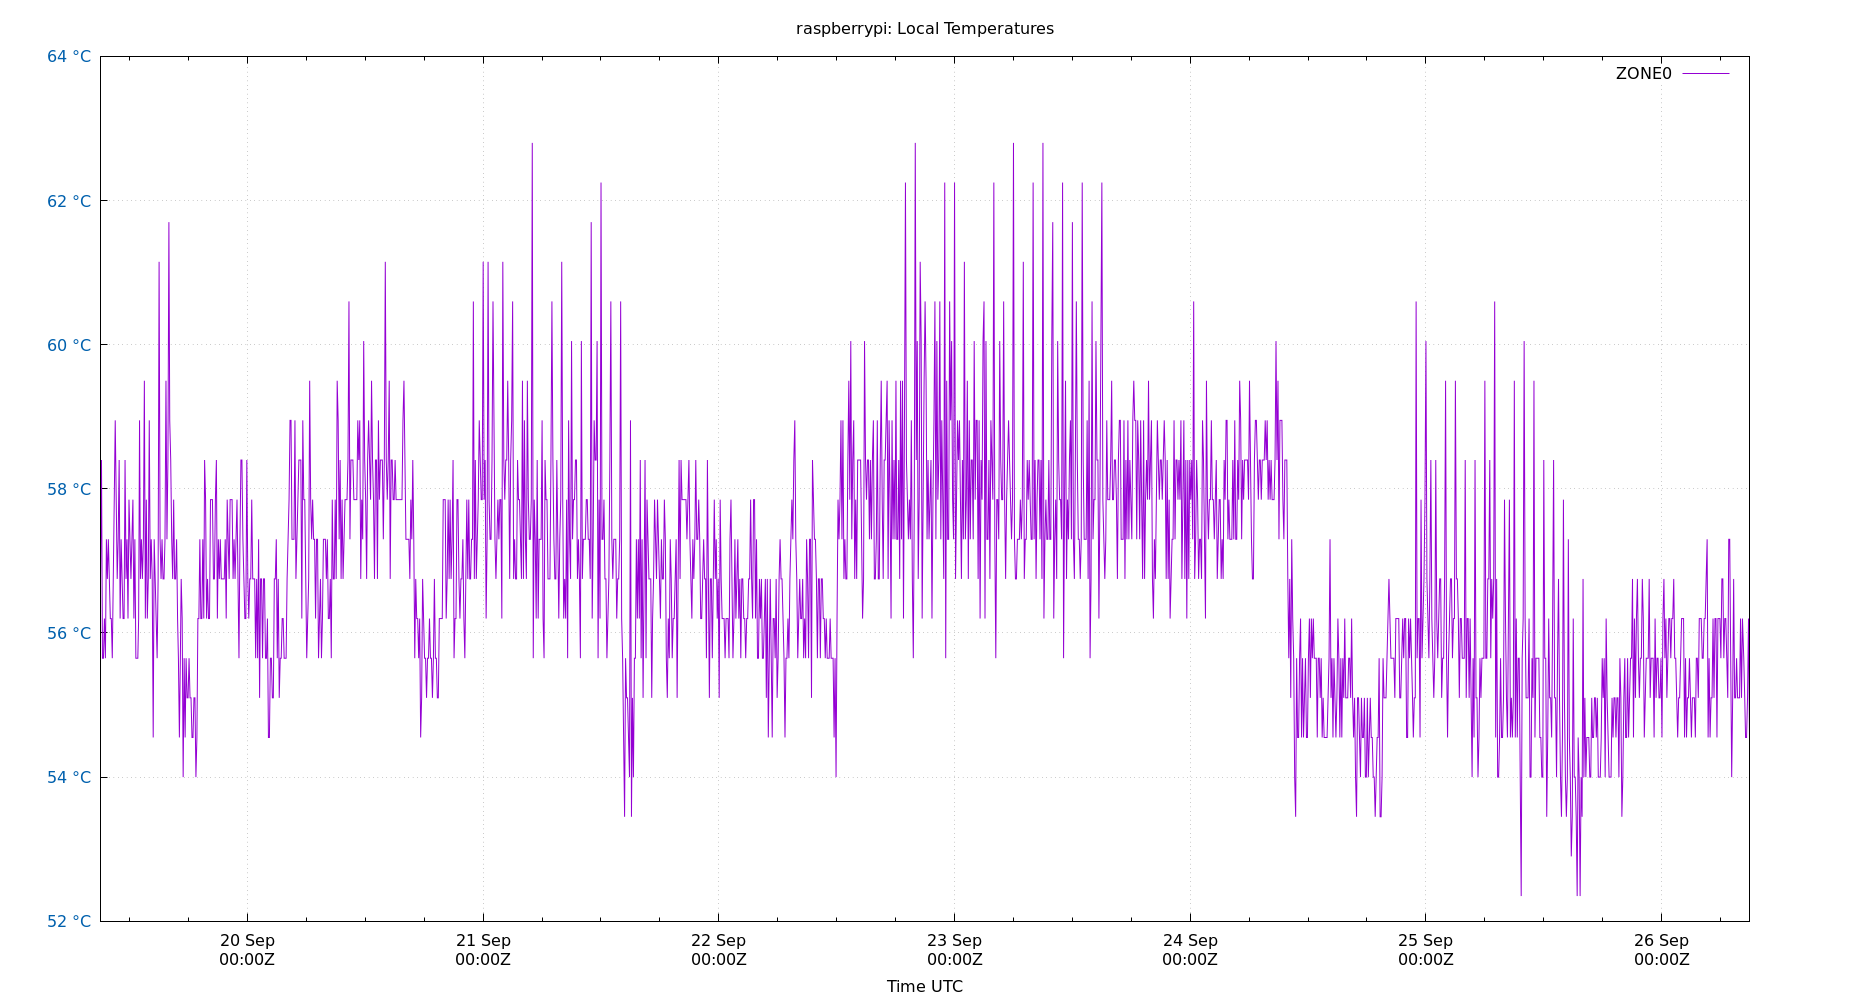 raspberrypi: Local Temperatures
64 °C
ZONE0
62 °C
60 °C
58 °C
56 °C
54 °C
52 °C
20 Sep 21 Sep 22 Sep 23 Sep 24 Sep 25 Sep 26 Sep
00:00Z 00:00Z 00:00Z 00:00Z 00:00Z 00:00Z 00:00Z
Time UTC